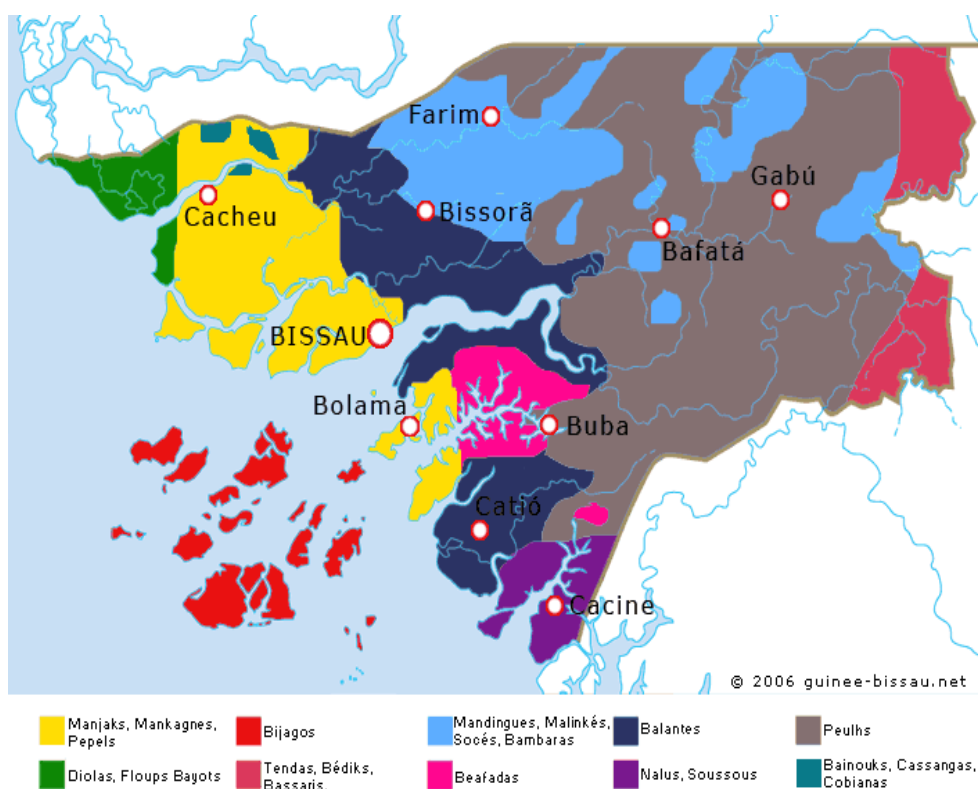 Farim
Gabú
Cacheu
Bissorã
Bafatá
BISSAU
Bolama
Buba
Catió
Cacine
© 2006 guinee-bissau.net
Manjaks, Mankagnes,
Pepels
Bijagos
Mandingues, Malinkés,
Socés, Bambaras
Balantes
Peulhs
Diolas, Floups Bayots
Tendas, Bédiks,
Bassaris
Beafadas
Nalus, Soussous
Bainouks, Cassangas,
Cobianas